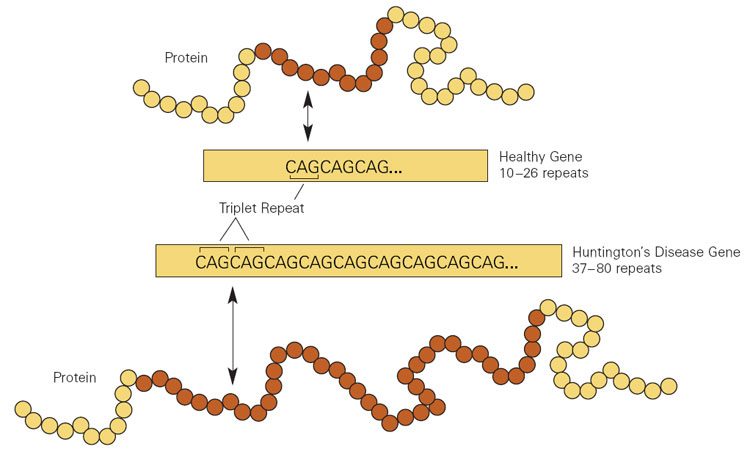 Protein
CAGCAGCAG...
Healthy Gene
10–26 repeats
Triplet Repeat
CAGCAGCAGCAGCAGCAGCAGCAGCAG...
Huntington's Disease Gene
37–80 repeats
Protein